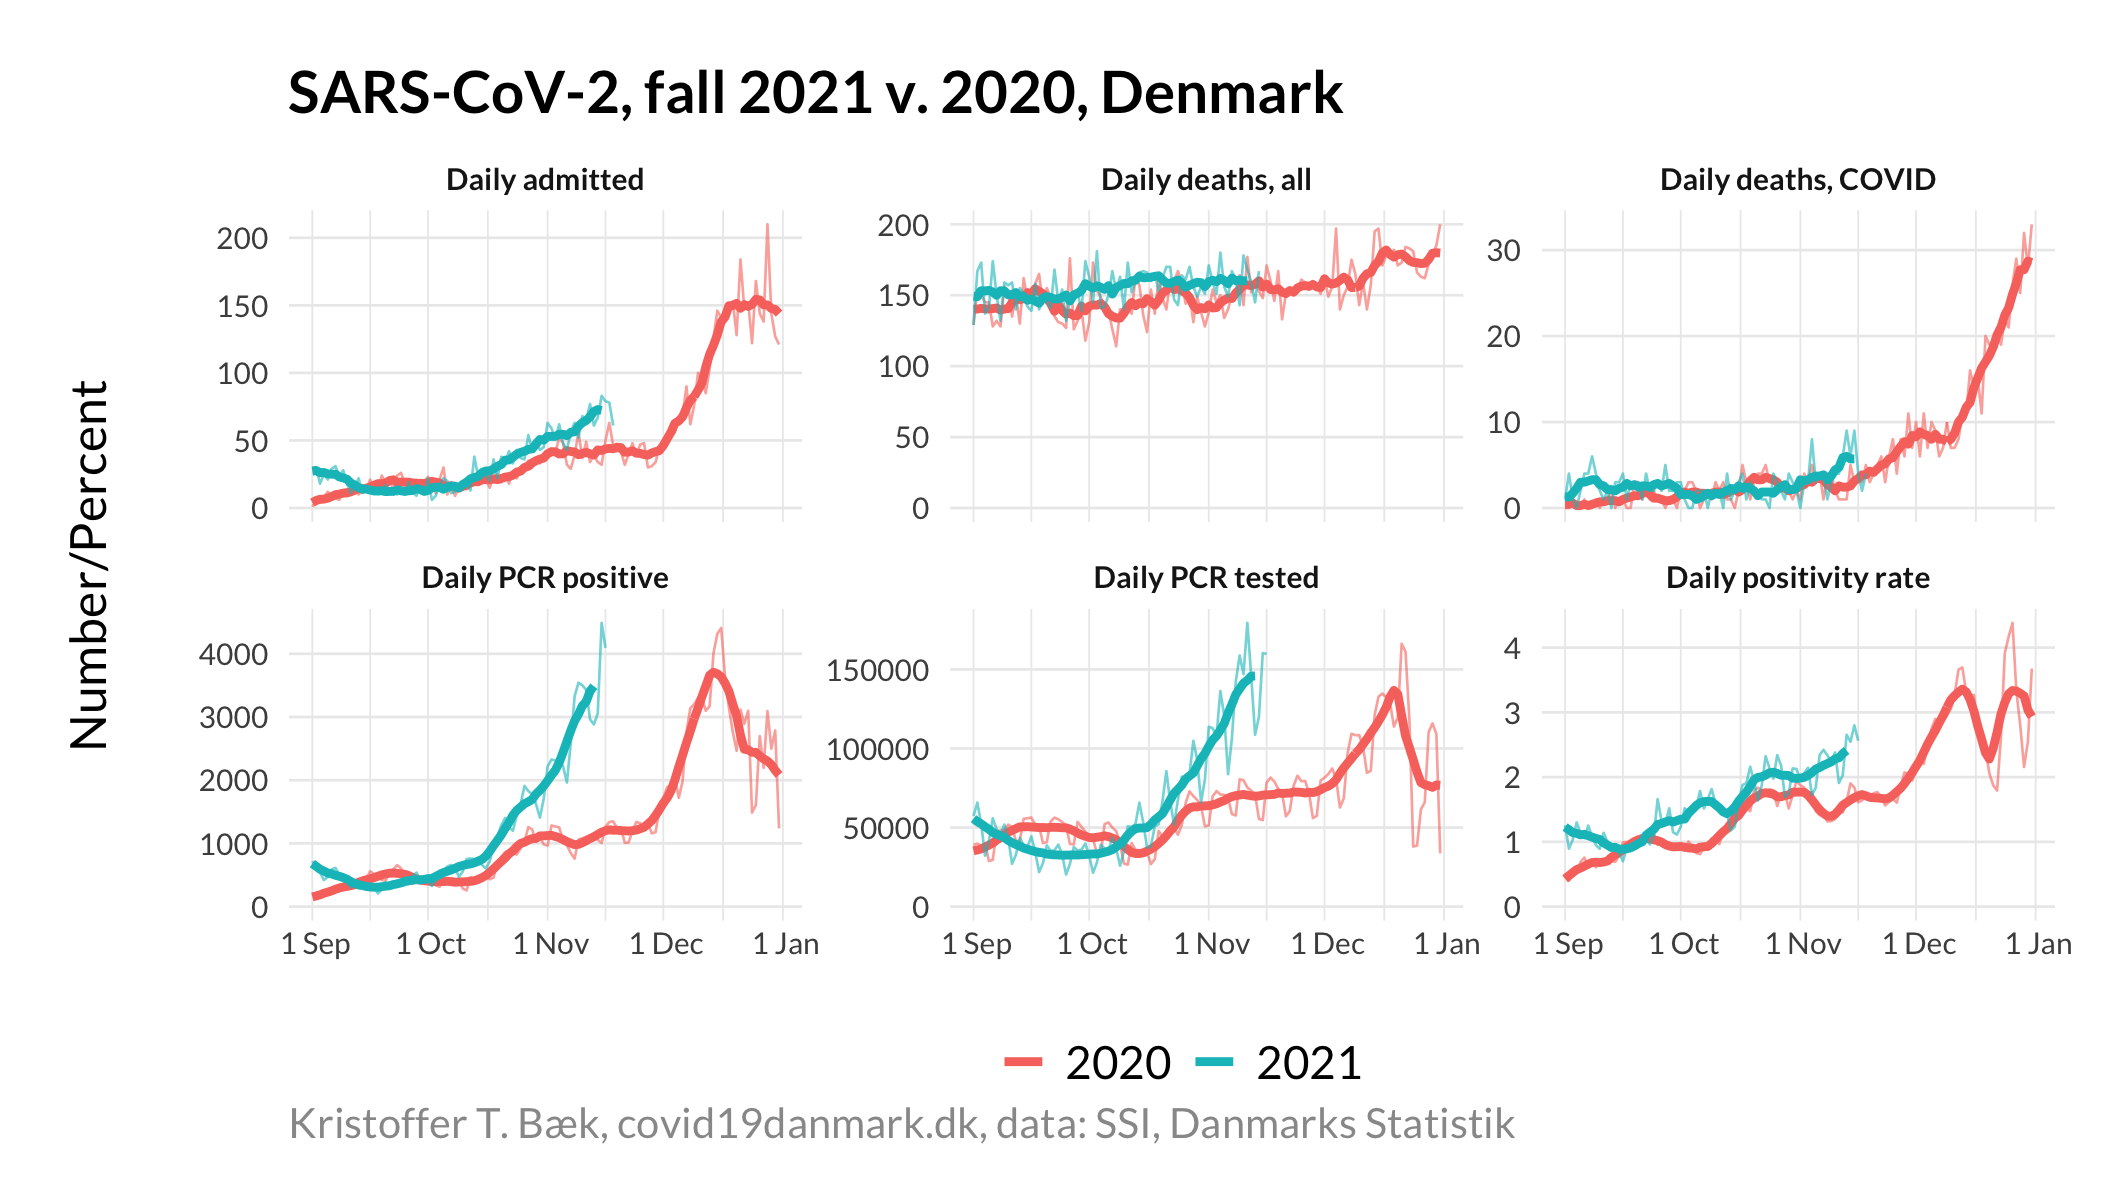 SARS-CoV-2, fall 2021 v. 2020, Denmark
Number/Percent
Daily admitted
200
150
100
50
0
Daily deaths, all
200
150
100
50
0
Daily deaths, COVID
30
20
10
0
Daily PCR positive
4000
3000
2000
1000
0
1 Sep 1 Oct 1 Nov 1 Dec 1 Jan
Daily PCR tested
150000
100000
50000
0
1 Sep 1 Oct 1 Nov 1 Dec 1 Jan
Daily positivity rate
4
3
2
1
0
1 Sep 1 Oct 1 Nov 1 Dec 1 Jan
2020 2021
Kristoffer T. Bæk, covid19danmark.dk, data: SSI, Danmarks Statistik